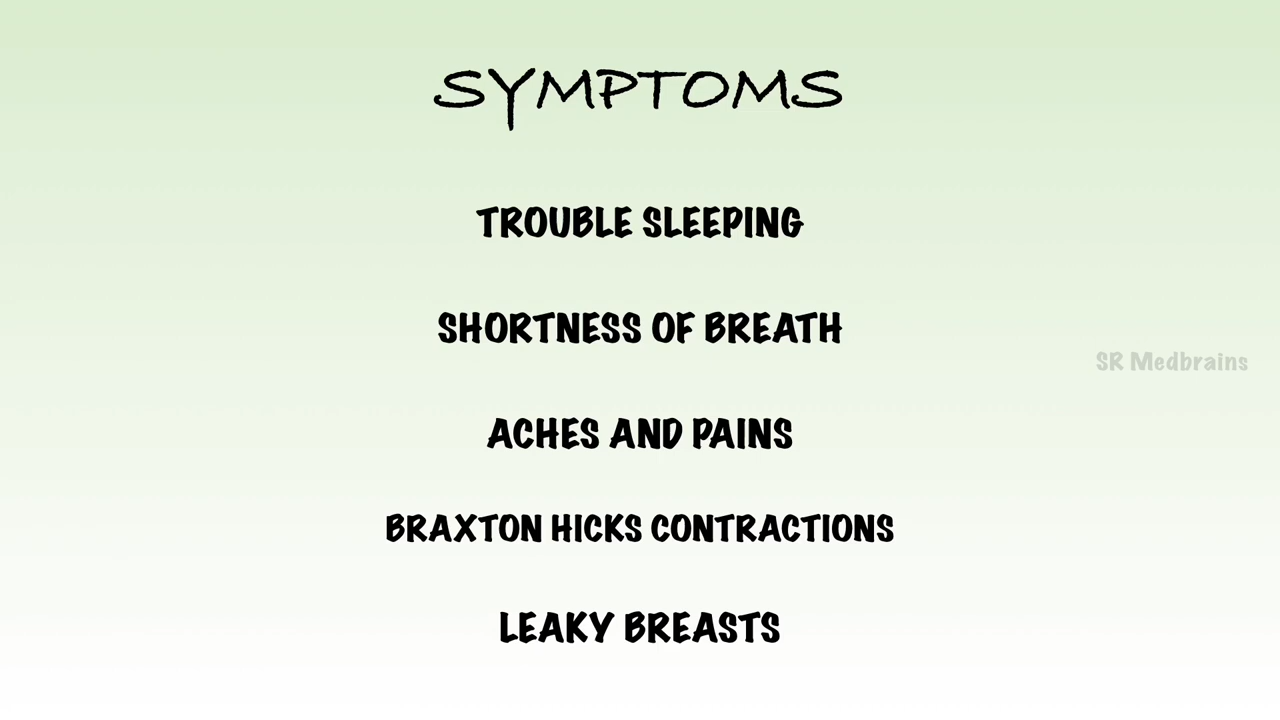 SYMPTOMS
TROUBLE SLEEPING
SHORTNESS OF BREATH
SR Medbrains
ACHES AND PAINS
BRAXTON HICKS CONTRACTIONS
LEAKY BREASTS